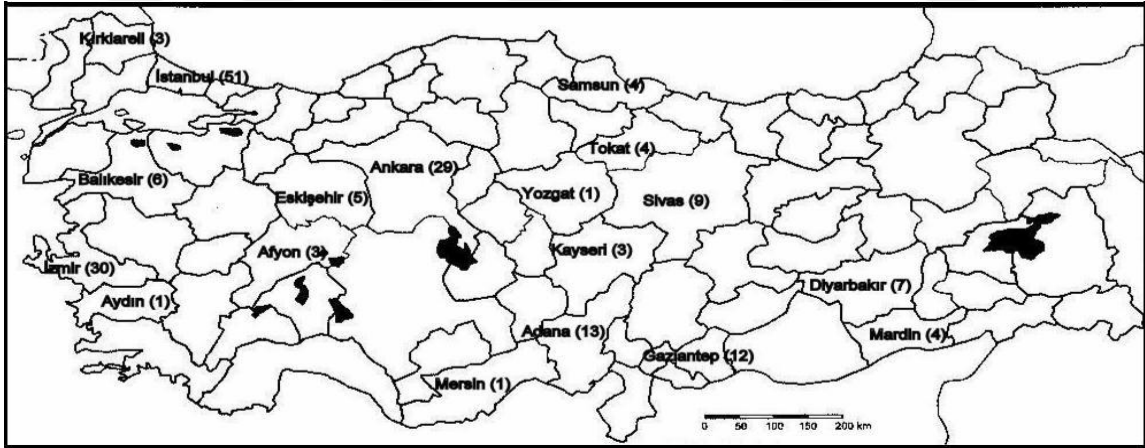 Kırklareli (3)
İstanbul (51)
Samsun (4)
Tokat (4)
Ankara (29)
Balıkesir (6)
Eskişehir (5)
Yozgat (1)
Sivas (9)
Afyon (3)
Kayseri (3)
İzmir (30)
Aydın (1)
Diyarbakır (7)
Adana (13)
Mardin (4)
Gaziantep (12)
Mersin (1)
0 50 100 150 200 km